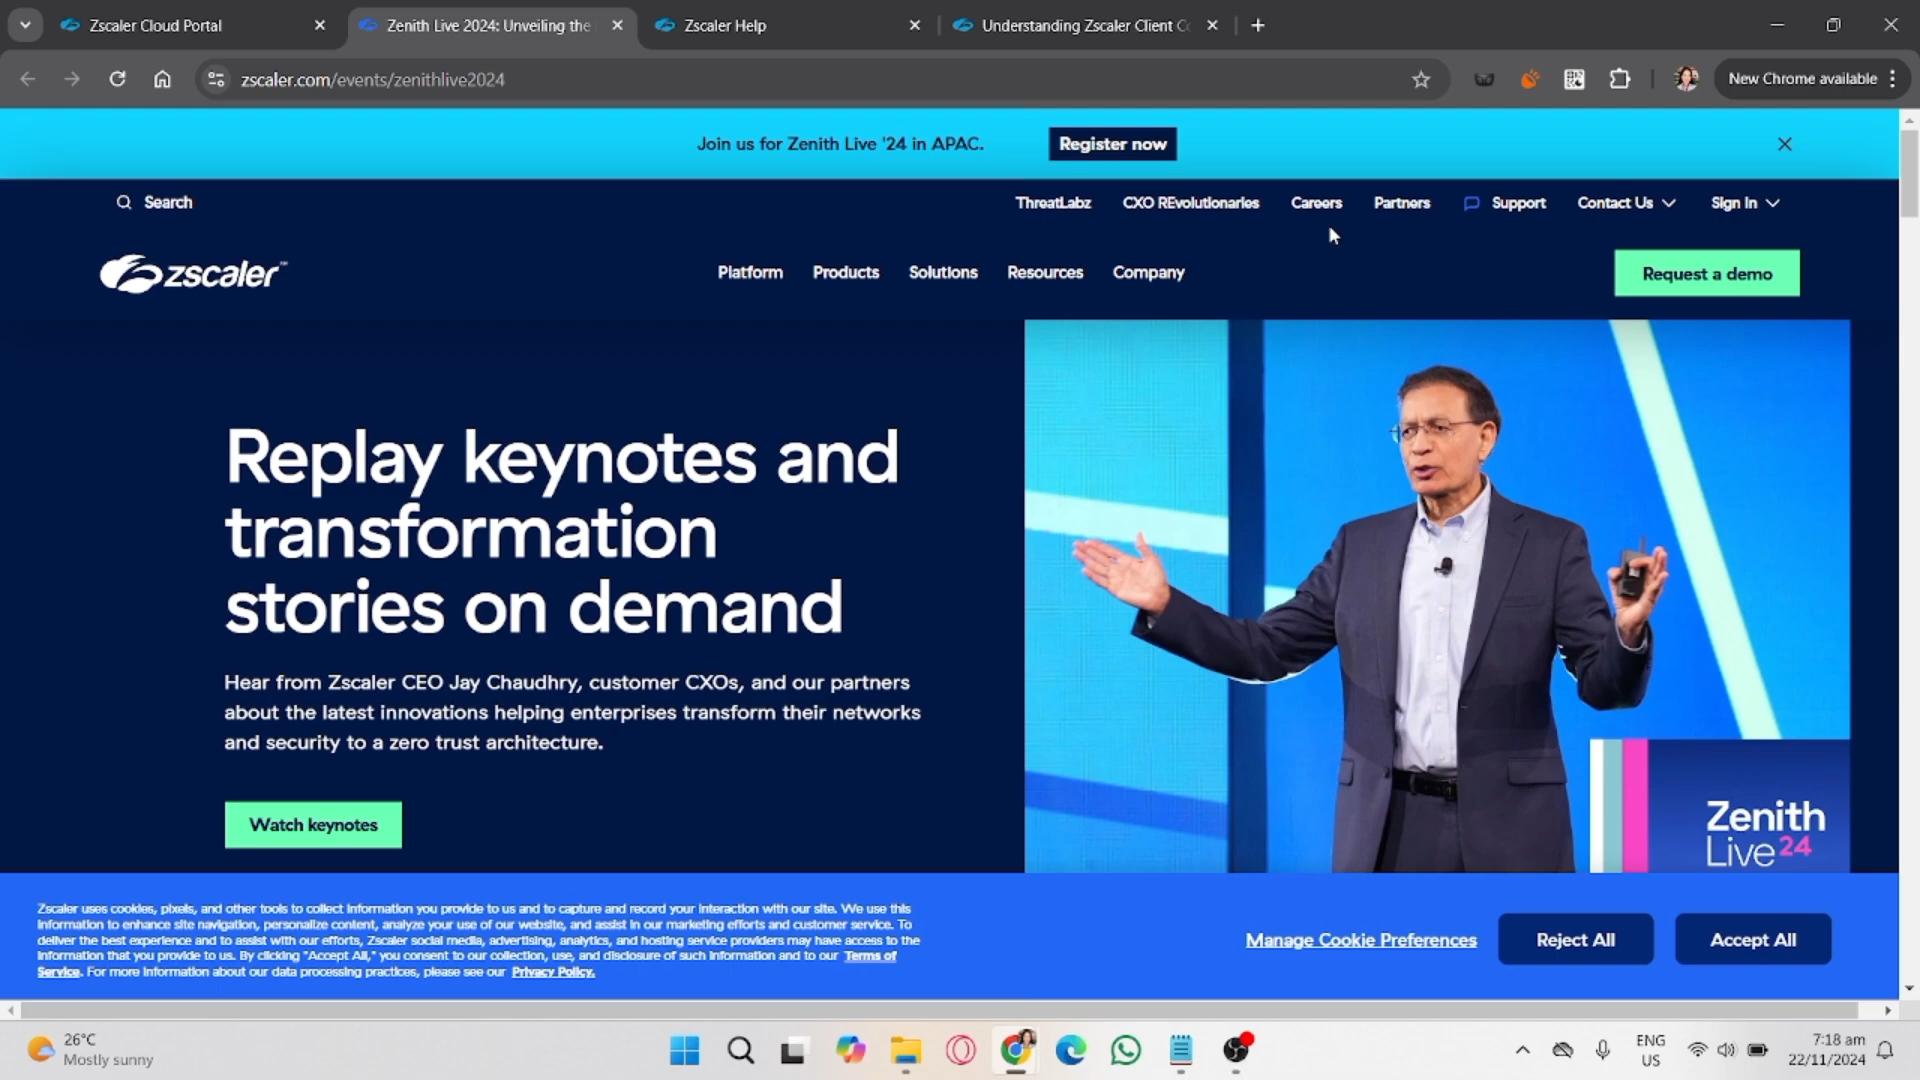 Zscaler Cloud Portal
Zenith Live 2024: Unveiling the
Zscaler Help
Understanding Zscaler Client Co
zscaler.com/events/zenithlive2024
New Chrome available
Join us for Zenith Live '24 in APAC.
Register now
Search
ThreatLabz
CXO REvolutionaries
Careers
Partners
Support
Contact Us
Sign In
zscaler™
Platform
Products
Solutions
Resources
Company
Request a demo
Replay keynotes and
transformation
stories on demand
Hear from Zscaler CEO Jay Chaudhry, customer CXOs, and our partners
about the latest innovations helping enterprises transform their networks
and security to a zero trust architecture.
Watch keynotes
Zenith
Live 24
Zscaler uses cookies, pixels, and other tools to collect information you provide to us and to capture and record your interaction with our site. We use this
information to enhance site navigation, personalize content, analyze your use of our website, and assist in our marketing efforts and customer service. To
deliver the best experience and to assist with our efforts, Zscaler social media, advertising, analytics, and hosting service providers may have access to the
information that you provide to us. By clicking "Accept All," you consent to our collection, use, and disclosure of such information and to our Terms of
Service. For more information about our data processing practices, please see our Privacy Policy.
Manage Cookie Preferences
Reject All
Accept All
26°C
Mostly sunny
ENG
US
7:18 am
22/11/2024